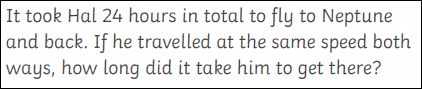 It took Hal 24 hours in total to fly to Neptune
and back. If he travelled at the same speed both
ways, how long did it take him to get there?